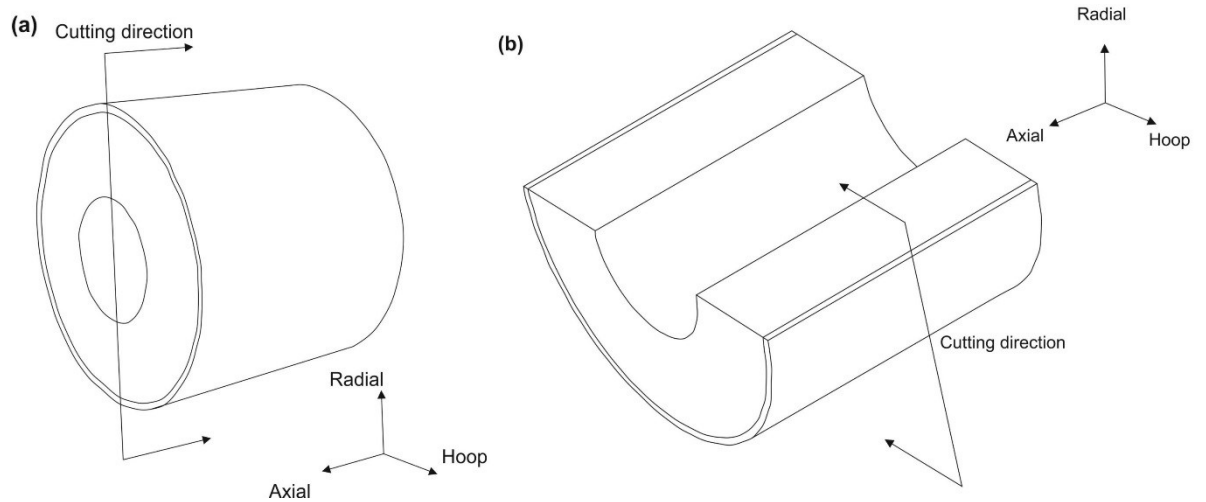 (a)
Cutting direction
Radial
Hoop
Axial
(b)
Radial
Axial
Hoop
Cutting direction